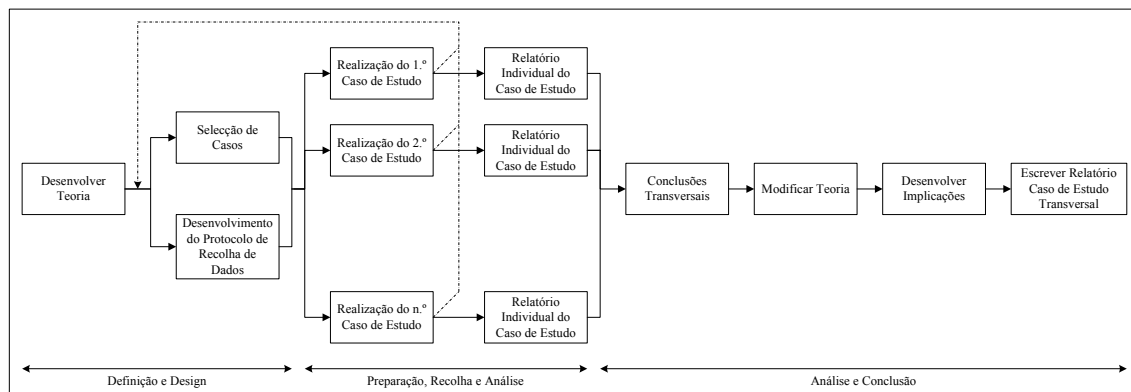 Desenvolver
Teoria
Selecção de
Casos
Desenvolvimento
do Protocolo de
Recolha de
Dados
Realização do 1.º
Caso de Estudo
Realização do 2.º
Caso de Estudo
Realização do n.º
Caso de Estudo
Relatório
Individual do
Caso de Estudo
Relatório
Individual do
Caso de Estudo
Relatório
Individual do
Caso de Estudo
Conclusões
Transversais
Modificar Teoria
Desenvolver
Implicações
Escrever Relatório
Caso de Estudo
Transversal
Definição e Design
Preparação, Recolha e Análise
Análise e Conclusão